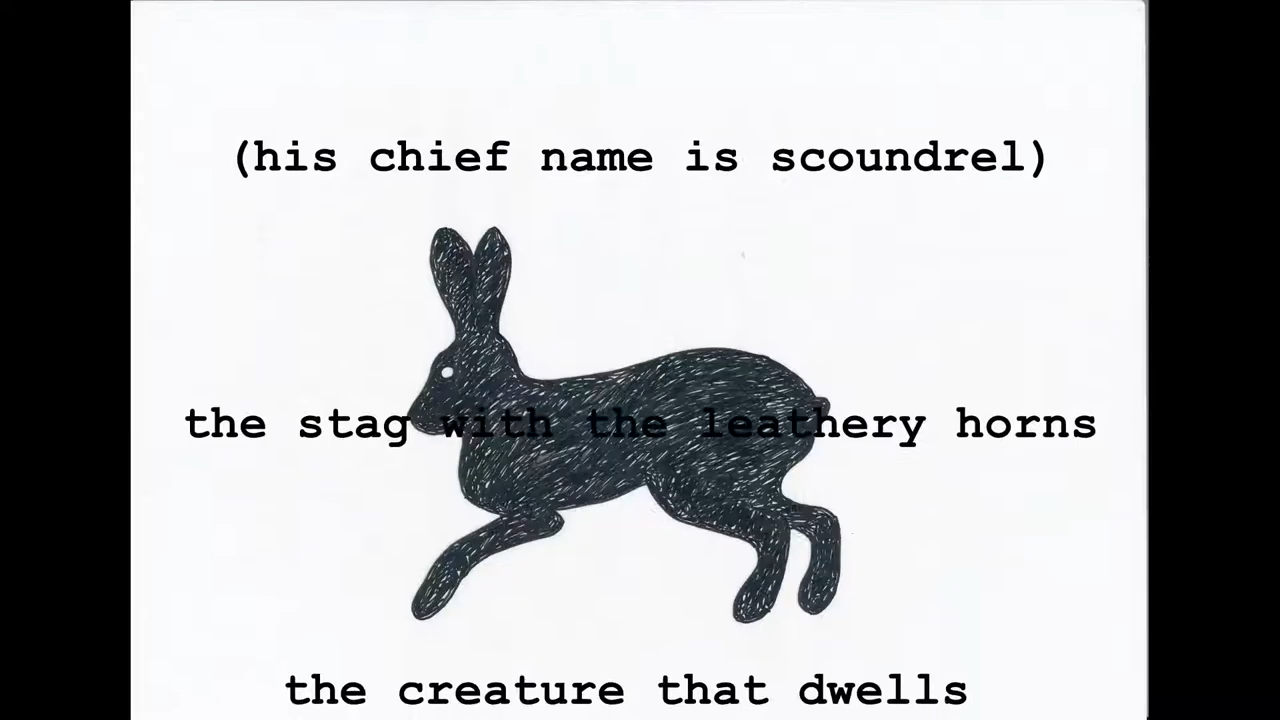 (his chief name is scoundrel)
the stag with the leathery horns
the creature that dwells